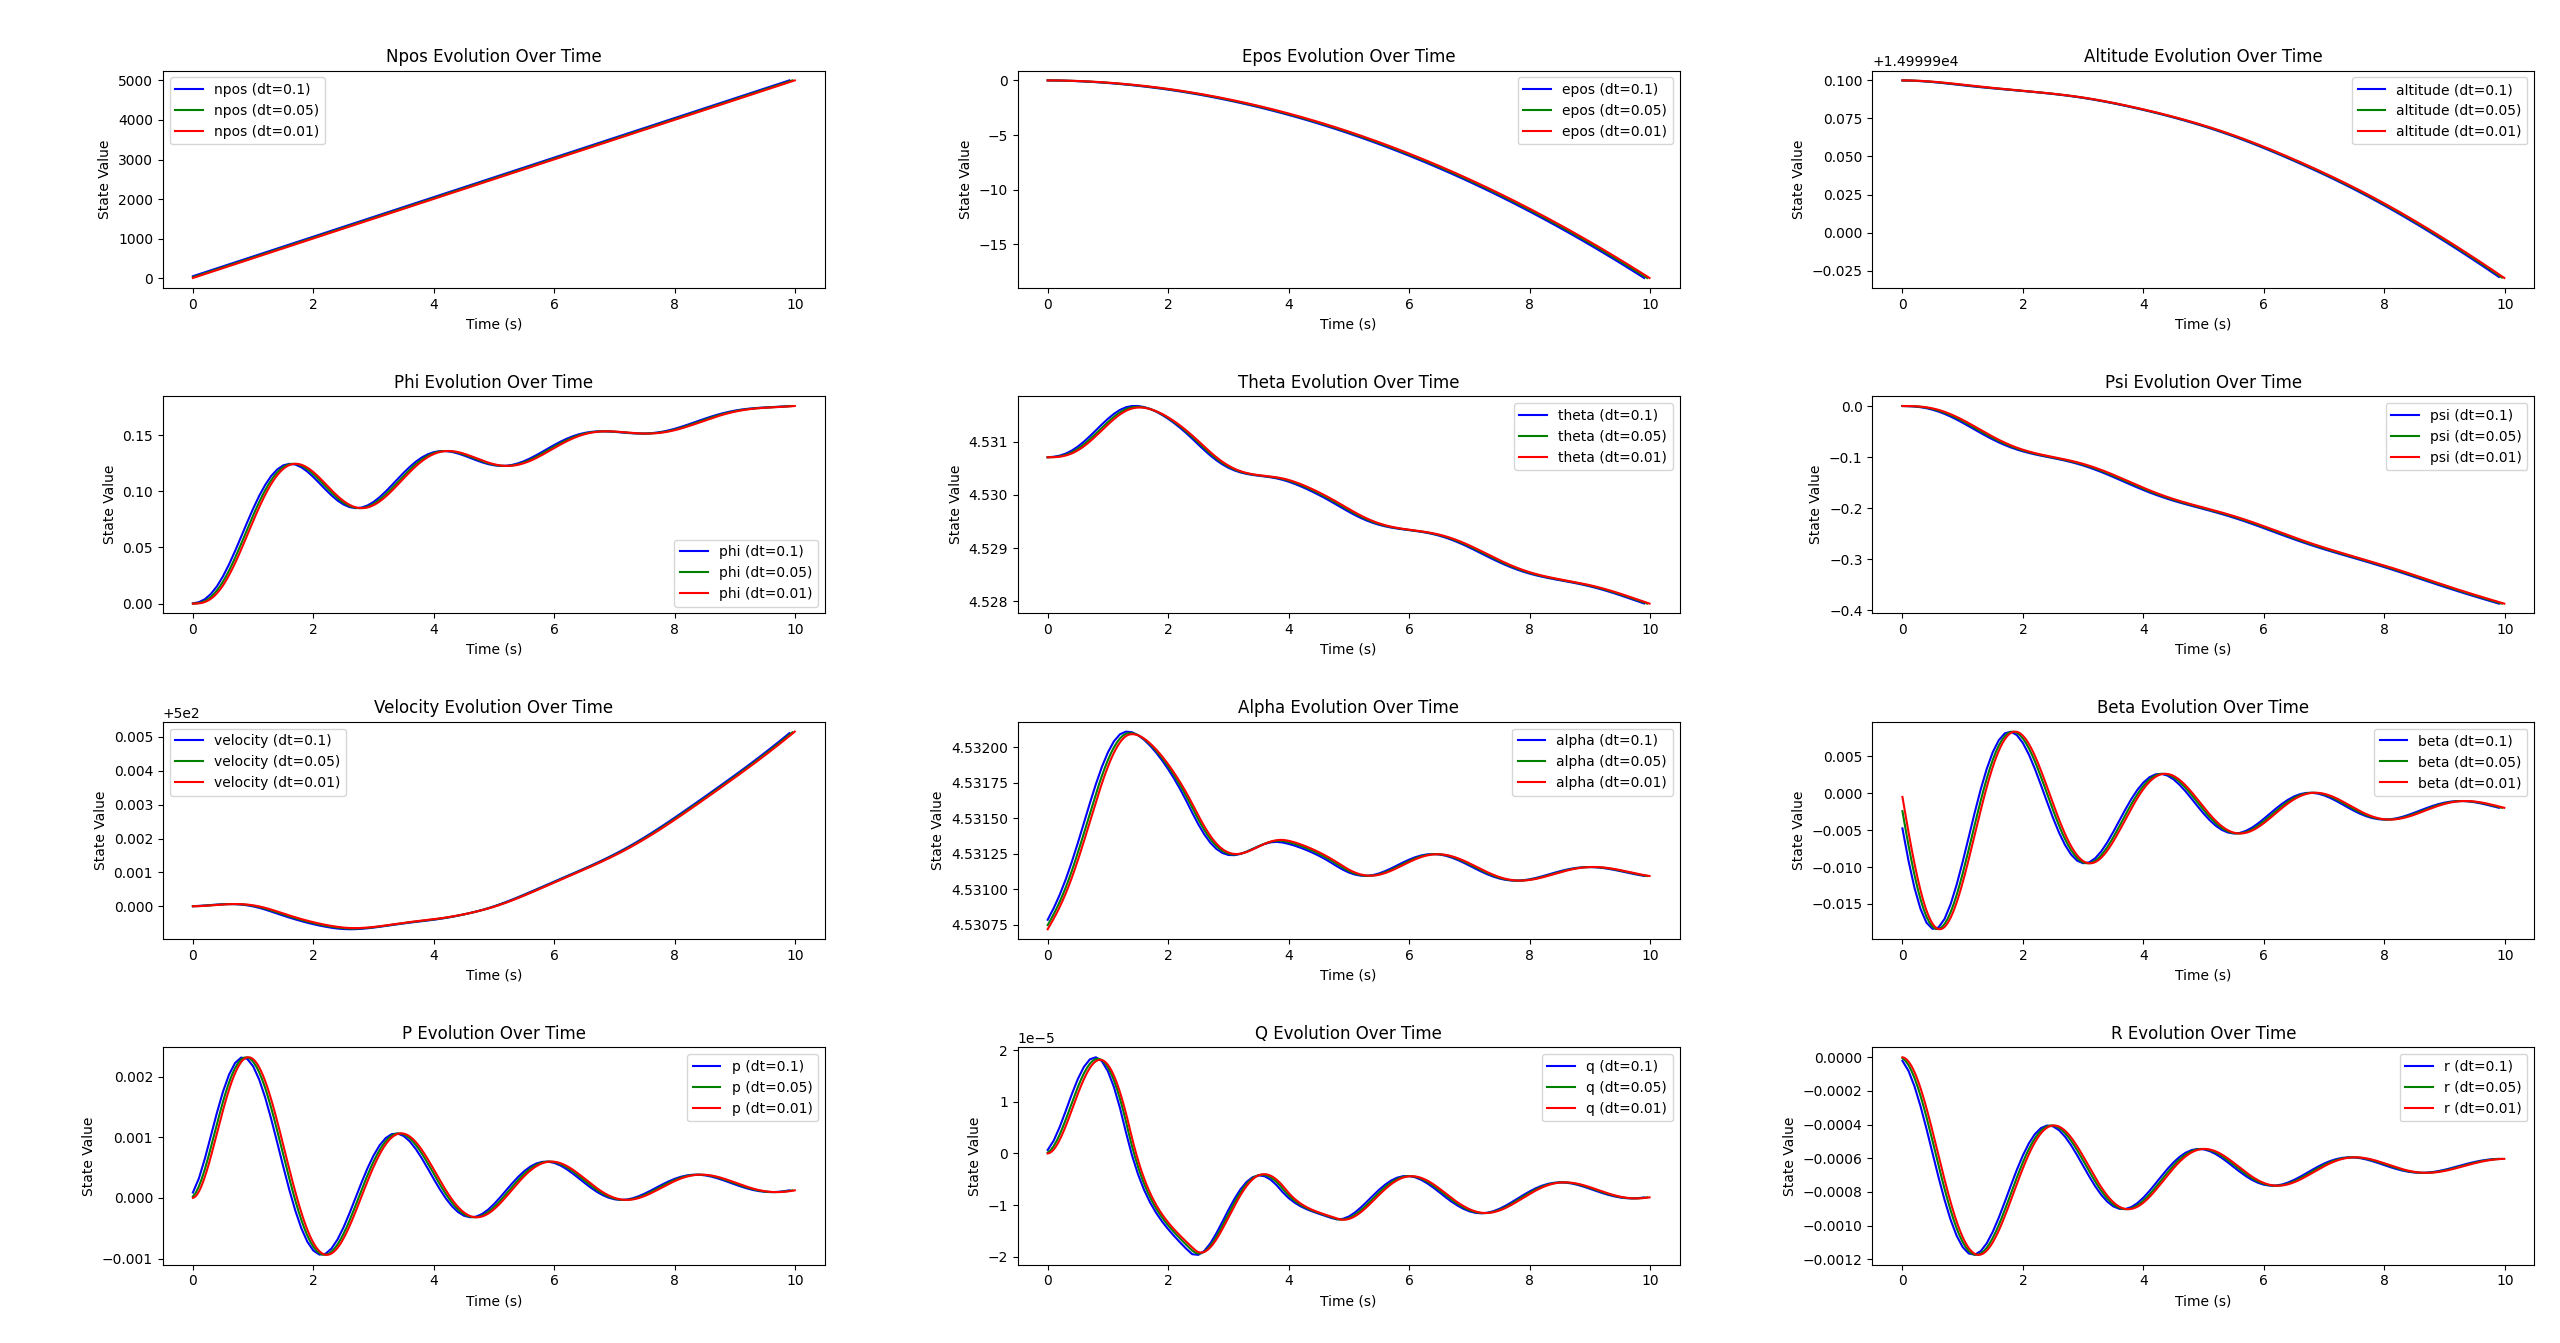 Npos Evolution Over Time
npos (dt=0.1)
npos (dt=0.05)
npos (dt=0.01)
State Value
5000
4000
3000
2000
1000
0
0 2 4 6 8 10
Time (s)
Epos Evolution Over Time
epos (dt=0.1)
epos (dt=0.05)
epos (dt=0.01)
State Value
0
−5
−10
−15
0 2 4 6 8 10
Time (s)
Altitude Evolution Over Time
+1.49999e4
altitude (dt=0.1)
altitude (dt=0.05)
altitude (dt=0.01)
State Value
0.100
0.075
0.050
0.025
0.000
−0.025
0 2 4 6 8 10
Time (s)
Phi Evolution Over Time
State Value
0.15
0.10
0.05
0.00
phi (dt=0.1)
phi (dt=0.05)
phi (dt=0.01)
0 2 4 6 8 10
Time (s)
Theta Evolution Over Time
theta (dt=0.1)
theta (dt=0.05)
theta (dt=0.01)
State Value
4.531
4.530
4.529
4.528
0 2 4 6 8 10
Time (s)
Psi Evolution Over Time
psi (dt=0.1)
psi (dt=0.05)
psi (dt=0.01)
State Value
0.0
−0.1
−0.2
−0.3
−0.4
0 2 4 6 8 10
Time (s)
Velocity Evolution Over Time
+5e2
velocity (dt=0.1)
velocity (dt=0.05)
velocity (dt=0.01)
State Value
0.005
0.004
0.003
0.002
0.001
0.000
0 2 4 6 8 10
Time (s)
Alpha Evolution Over Time
alpha (dt=0.1)
alpha (dt=0.05)
alpha (dt=0.01)
State Value
4.53200
4.53175
4.53150
4.53125
4.53100
4.53075
0 2 4 6 8 10
Time (s)
Beta Evolution Over Time
beta (dt=0.1)
beta (dt=0.05)
beta (dt=0.01)
State Value
0.005
0.000
−0.005
−0.010
−0.015
0 2 4 6 8 10
Time (s)
P Evolution Over Time
p (dt=0.1)
p (dt=0.05)
p (dt=0.01)
State Value
0.002
0.001
0.000
−0.001
0 2 4 6 8 10
Time (s)
Q Evolution Over Time
1e−5
q (dt=0.1)
q (dt=0.05)
q (dt=0.01)
State Value
2
1
0
−1
−2
0 2 4 6 8 10
Time (s)
R Evolution Over Time
r (dt=0.1)
r (dt=0.05)
r (dt=0.01)
State Value
0.0000
−0.0002
−0.0004
−0.0006
−0.0008
−0.0010
−0.0012
0 2 4 6 8 10
Time (s)